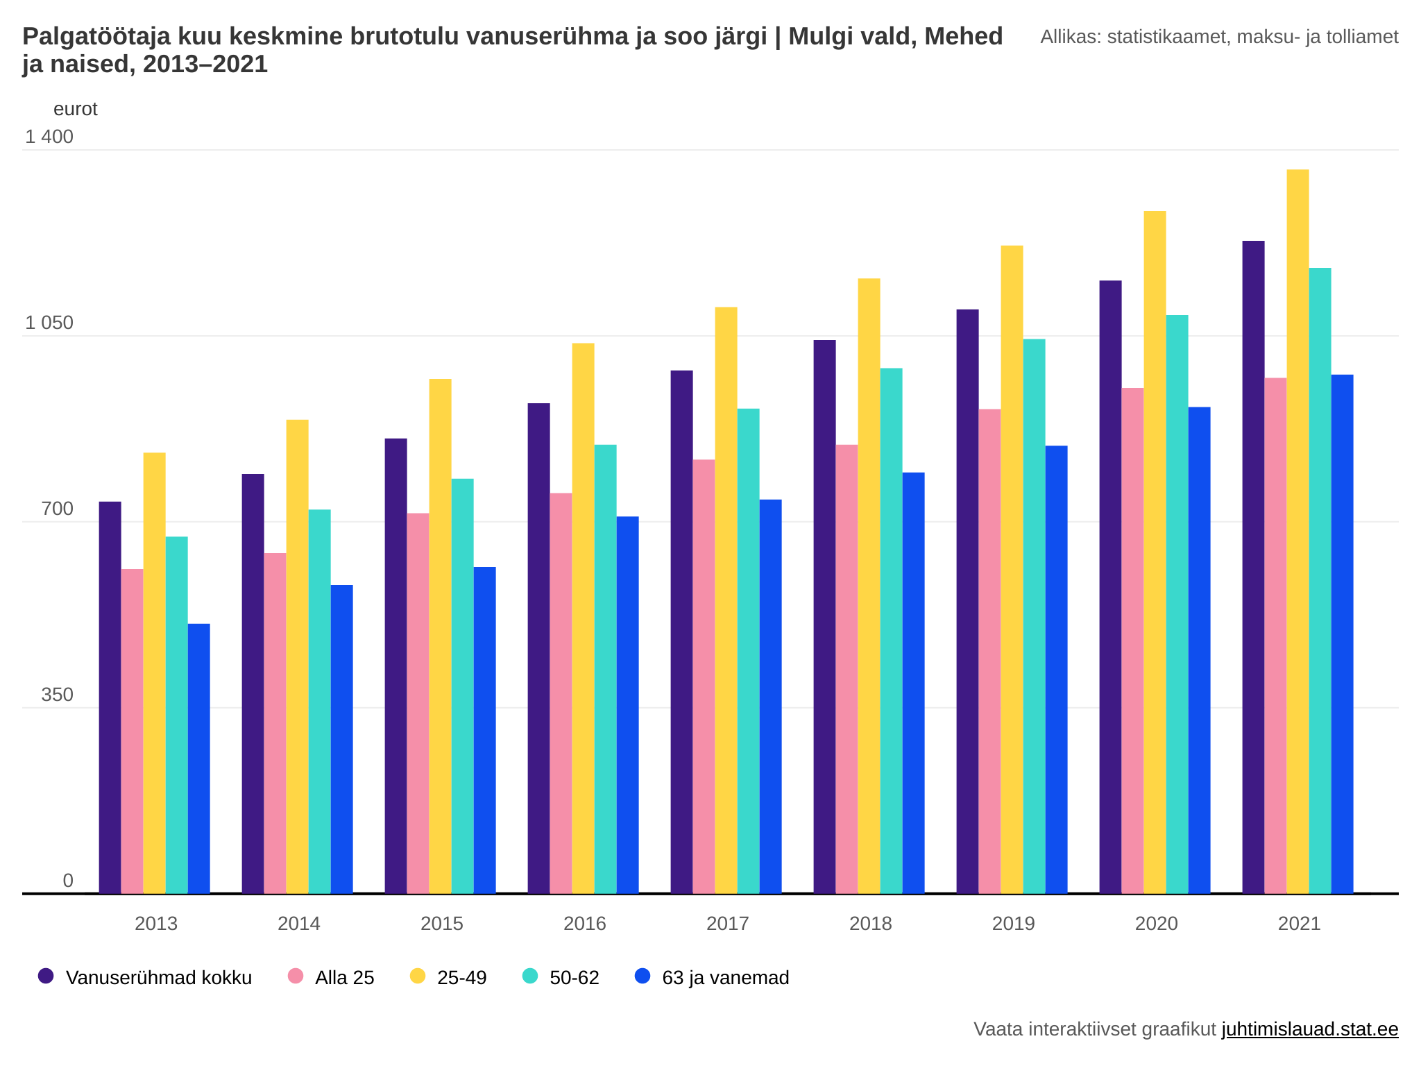 Palgatöötaja kuu keskmine brutotulu vanuserühma ja soo järgi | Mulgi vald, Mehed
ja naised, 2013–2021
Allikas: statistikaamet, maksu- ja tolliamet
eurot
1 400
1 050
700
350
0
2013 2014 2015 2016 2017 2018 2019 2020 2021
Vanuserühmad kokku Alla 25 25-49 50-62 63 ja vanemad
Vaata interaktiivset graafikut juhtimislauad.stat.ee